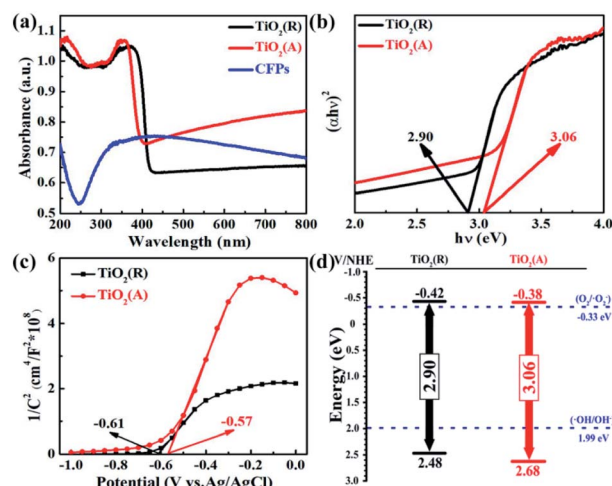 (a)
TiO₂(R)
TiO₂(A)
CFPs
Absorbance (a.u.)
1.1
1.0
0.9
0.8
0.7
0.6
0.5
200 300 400 500 600 700 800
Wavelength (nm)
(b)
TiO₂(R)
TiO₂(A)
(αhν)²
2.90
3.06
2.0 2.5 3.0 3.5 4.0
hν (eV)
(c)
TiO₂(R)
TiO₂(A)
1/C² (cm⁴/F²*10⁸)
6
4
2
0
-0.61
-0.57
-1.0 -0.8 -0.6 -0.4 -0.2 0.0
Potential (V vs.Ag/AgCl)
(d)
V/NHE TiO₂(R) TiO₂(A)
Energy (eV)
-1.0
-0.5
0
0.5
1.0
1.5
2.0
2.5
3.0
-0.42 -0.38
(O₂/·O₂⁻)
-0.33 eV
2.90 3.06
(·OH/OH⁻)
1.99 eV
2.48 2.68